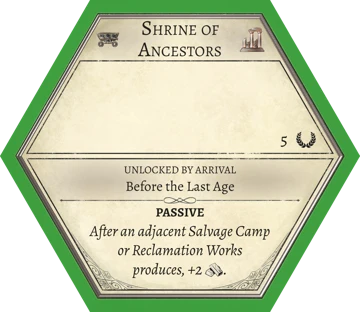 Shrine of
Ancestors
5
UNLOCKED BY ARRIVAL
Before the Last Age
PASSIVE
After an adjacent Salvage Camp
or Reclamation Works
produces, +2 .